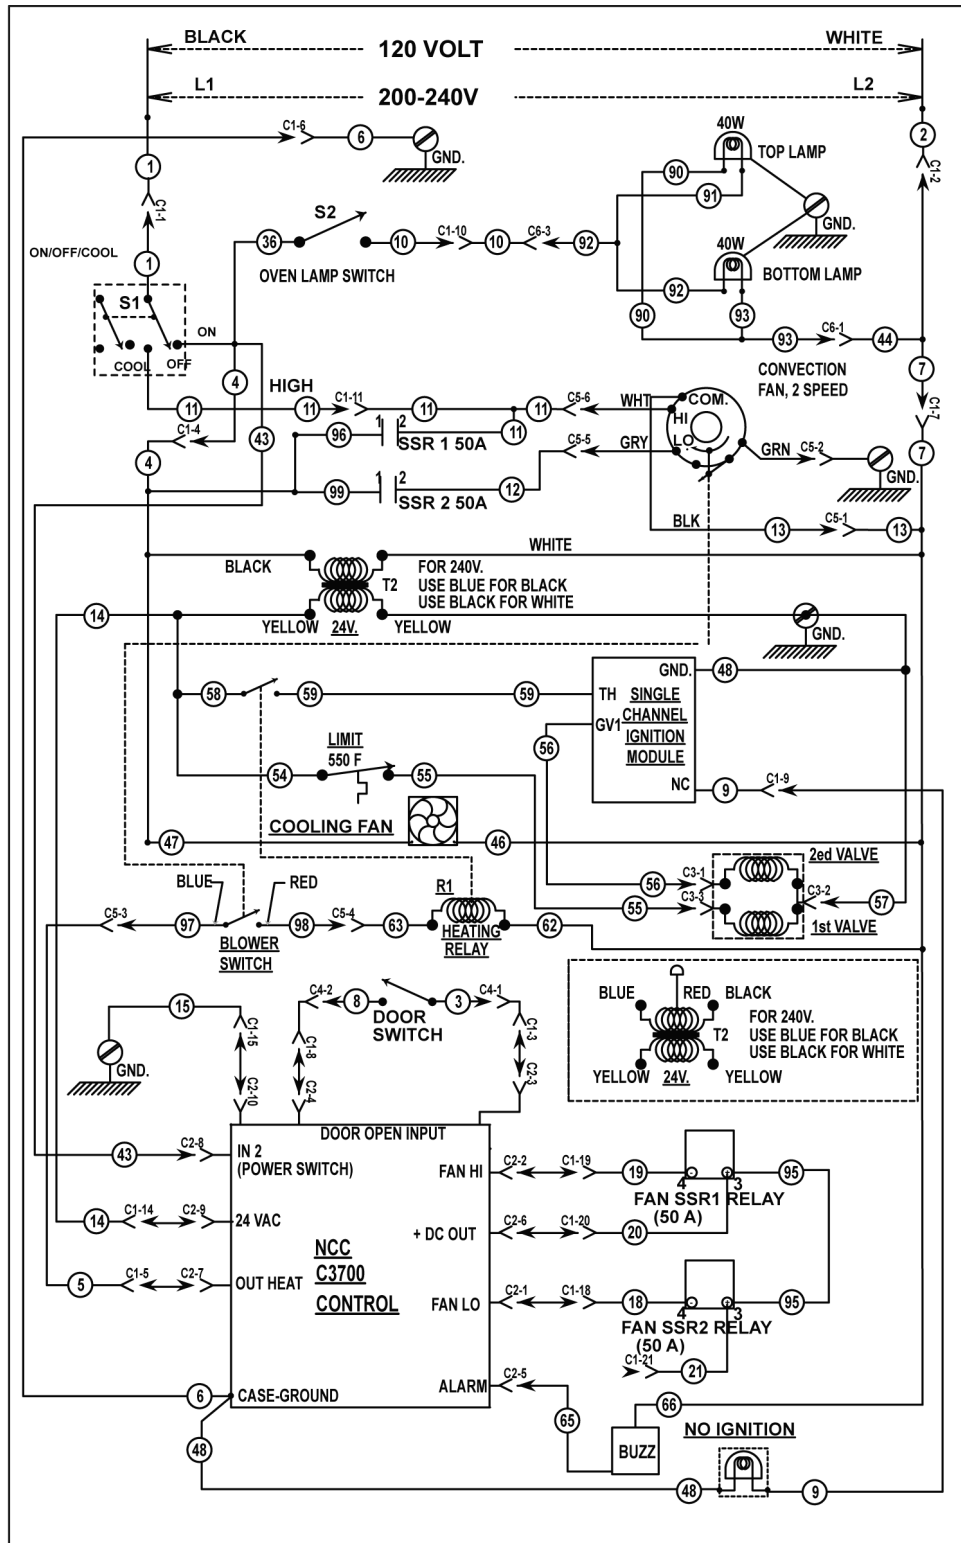 BLACK 120 VOLT WHITE
L1 200-240V L2
C1-6 6 GND.
40W
TOP LAMP
2
C1-2
1
C1-1
90
91
GND.
S2
ON/OFF/COOL
1
36 10 C1-10 10 C6-3 92
OVEN LAMP SWITCH
40W
BOTTOM LAMP
92
S1
90 93
ON
COOL OFF
93 C6-1 44
CONVECTION
FAN, 2 SPEED
4
7
C1-7
HIGH
11 11 C1-11 11 11 C5-6 WHT COM.
HI
LO
C1-4
43
96 1 2 11
SSR 1 50A
C5-5 GRY
GRN C5-2 GND.
7
4
99 1 2 12
SSR 2 50A
BLK 13 C5-1 13
BLACK WHITE
T2
FOR 240V.
USE BLUE FOR BLACK
USE BLACK FOR WHITE
14
YELLOW 24V. YELLOW
GND.
GND. 48
58 59 59 TH
SINGLE
CHANNEL
IGNITION
MODULE
GV1
56
NC 9 C1-9
LIMIT
550 F
54 55
COOLING FAN
47 46
2ed VALVE
56 C3-1
55 C3-3
C3-2 57
1st VALVE
BLUE RED
R1
C5-3 97 98 C5-4 63 62
BLOWER
SWITCH
HEATING
RELAY
C4-2 8 3 C4-1
DOOR
SWITCH
15
GND.
C1-15
C2-10
C1-8
C2-4
C1-3
C2-3
BLUE RED BLACK
T2
FOR 240V.
USE BLUE FOR BLACK
USE BLACK FOR WHITE
YELLOW 24V. YELLOW
DOOR OPEN INPUT
43 C2-8 IN 2
(POWER SWITCH)
FAN HI C2-2 C1-19 19 4 - + 3 95
FAN SSR1 RELAY
(50 A)
14 C1-14 C2-9 24 VAC
+ DC OUT C2-6 C1-20 20
NCC
C3700
CONTROL
5 C1-5 C2-7 OUT HEAT
FAN LO C2-1 C1-18 18 4 - + 3 95
FAN SSR2 RELAY
(50 A)
C1-21 21
ALARM C2-5
6 CASE-GROUND
65
66
BUZZ
48
NO IGNITION
48 9